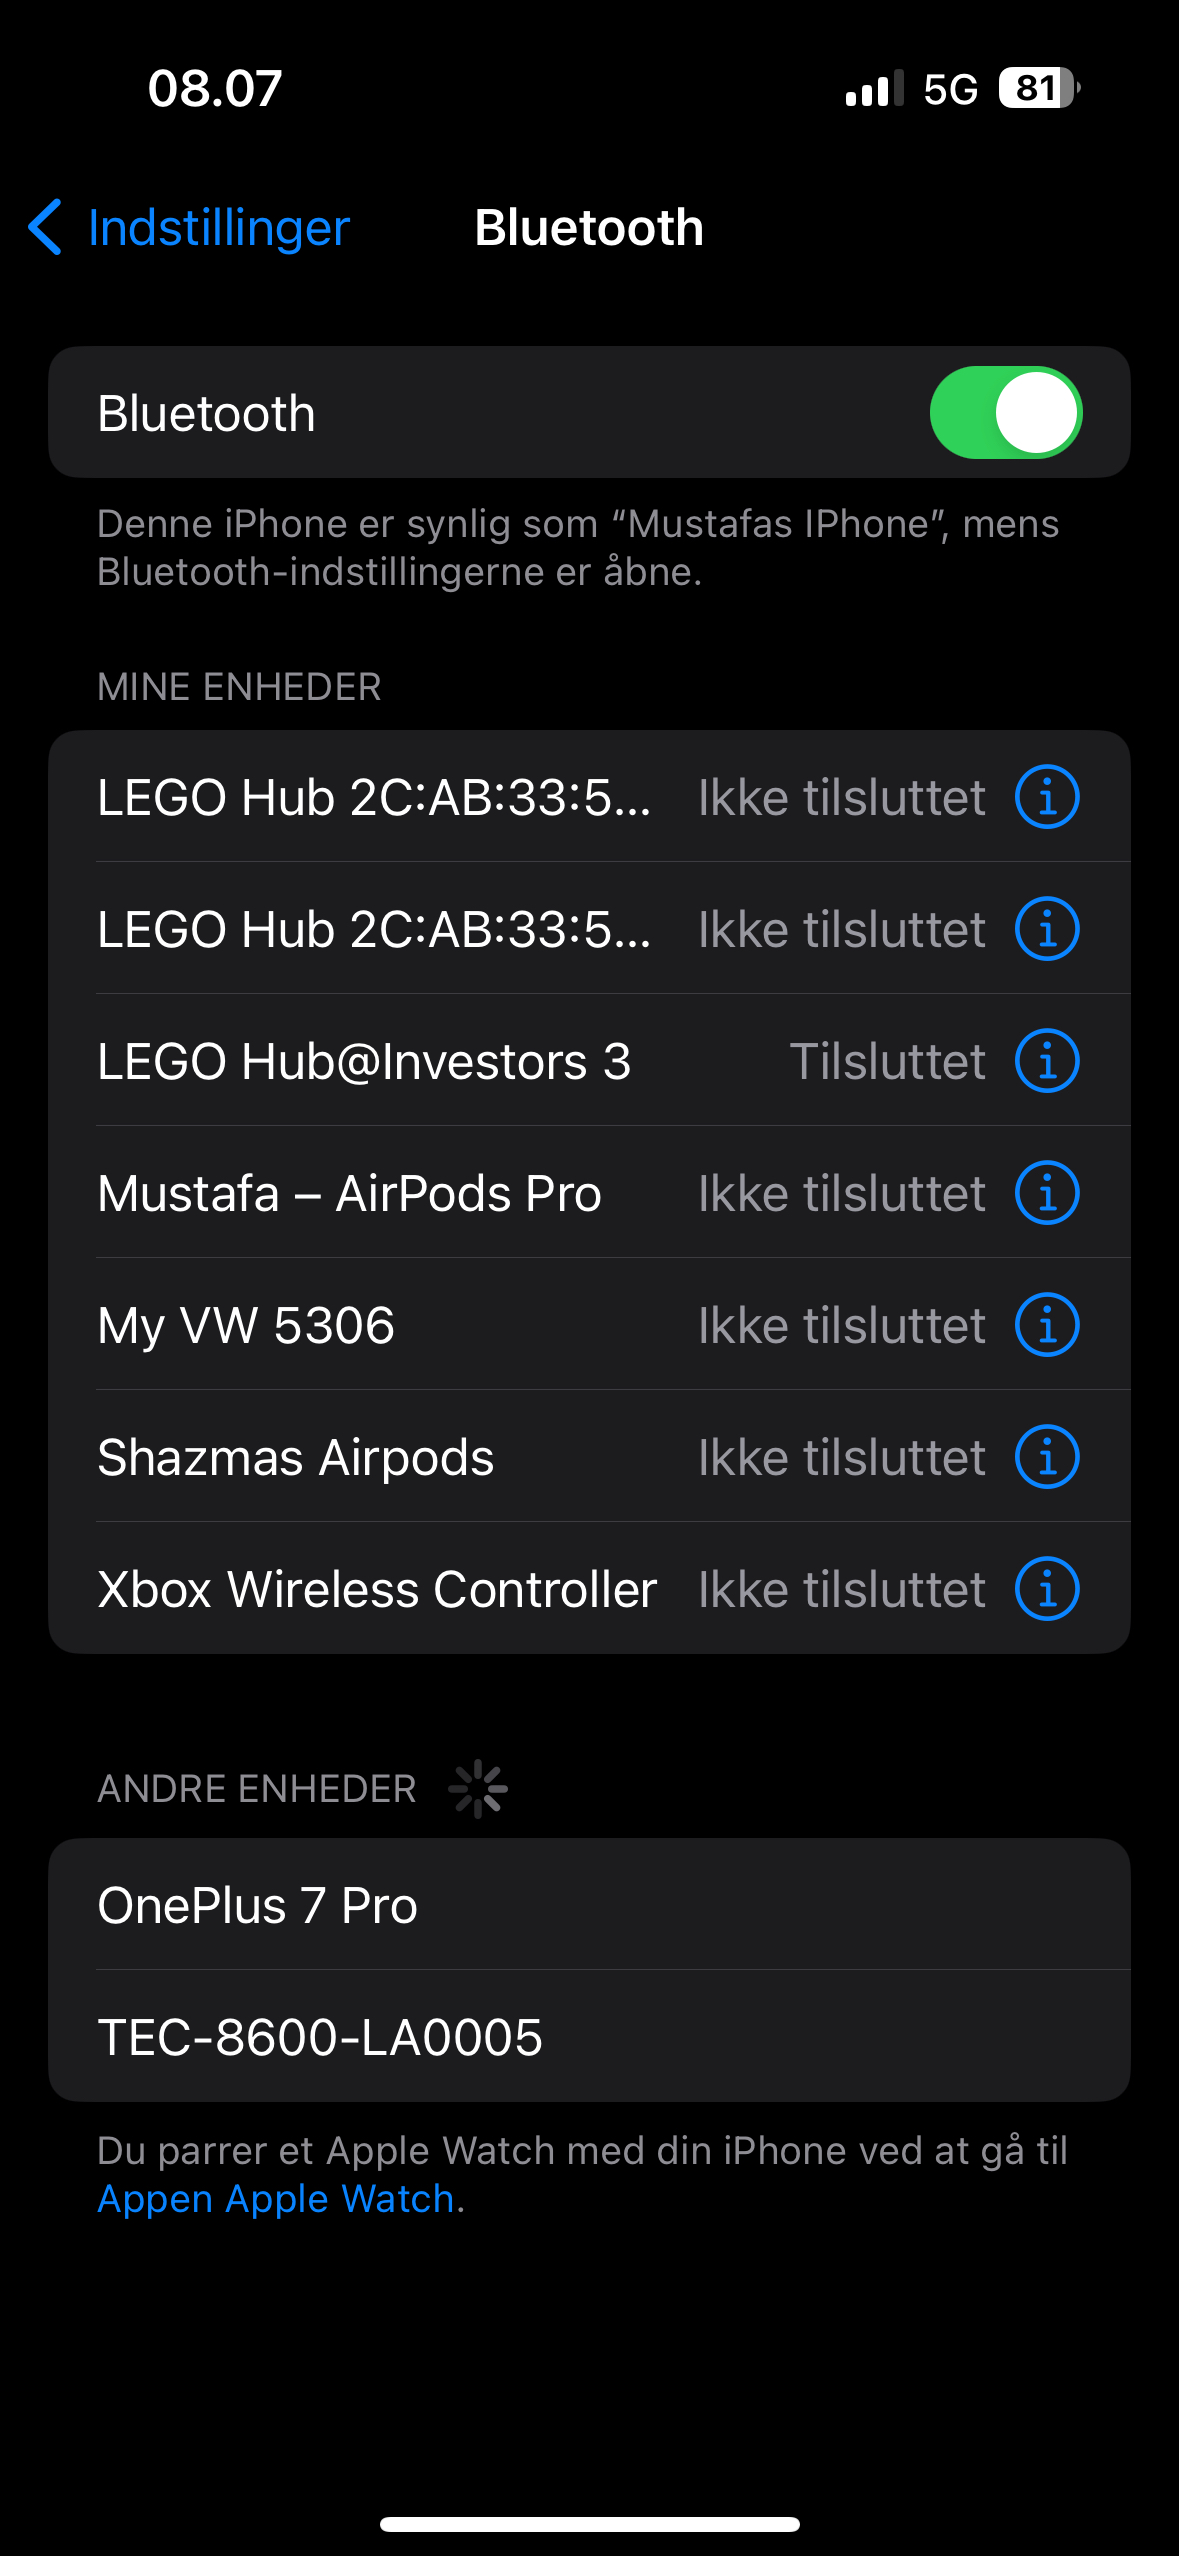 08.07
5G
81
Indstillinger
Bluetooth
Bluetooth
Denne iPhone er synlig som “Mustafas IPhone”, mens
Bluetooth-indstillingerne er åbne.
MINE ENHEDER
LEGO Hub 2C:AB:33:5... Ikke tilsluttet
LEGO Hub 2C:AB:33:5... Ikke tilsluttet
LEGO Hub@Investors 3 Tilsluttet
Mustafa – AirPods Pro Ikke tilsluttet
My VW 5306 Ikke tilsluttet
Shazmas Airpods Ikke tilsluttet
Xbox Wireless Controller Ikke tilsluttet
ANDRE ENHEDER
OnePlus 7 Pro
TEC-8600-LA0005
Du parrer et Apple Watch med din iPhone ved at gå til
Appen Apple Watch.